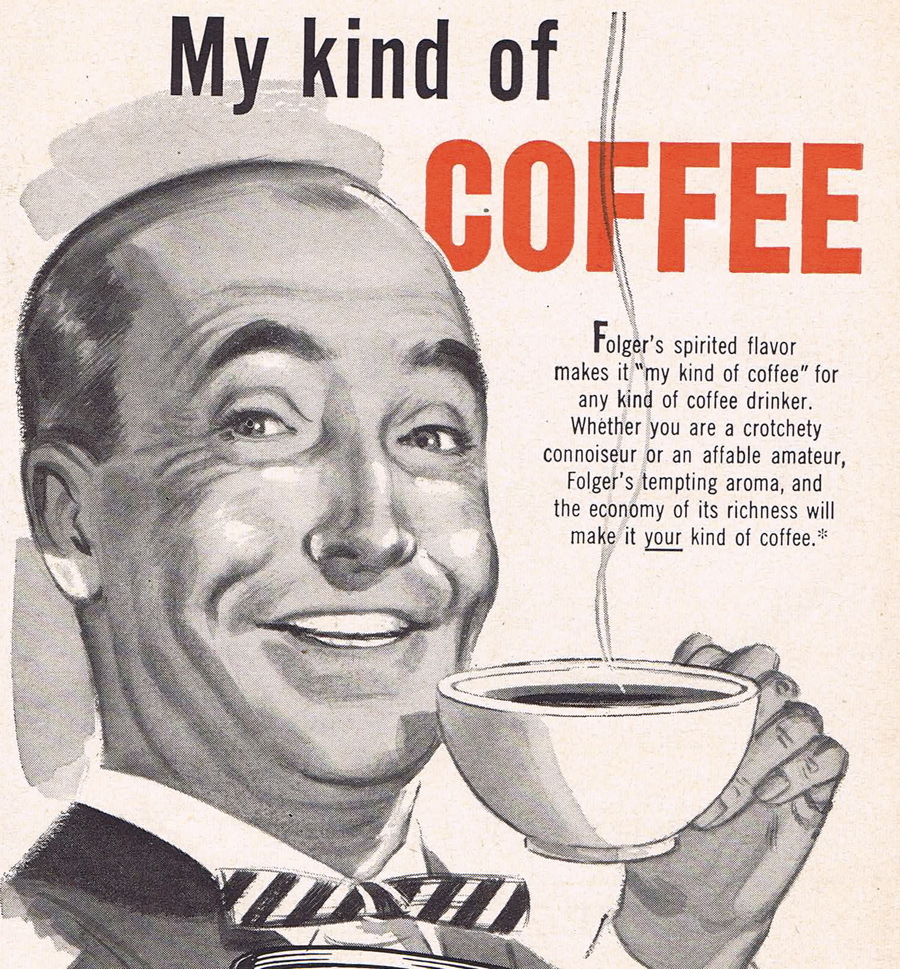 My kind of
COFFEE
Folger's spirited flavor
makes it "my kind of coffee" for
any kind of coffee drinker.
Whether you are a crotchety
connoiseur or an affable amateur,
Folger's tempting aroma, and
the economy of its richness will
make it your kind of coffee.*